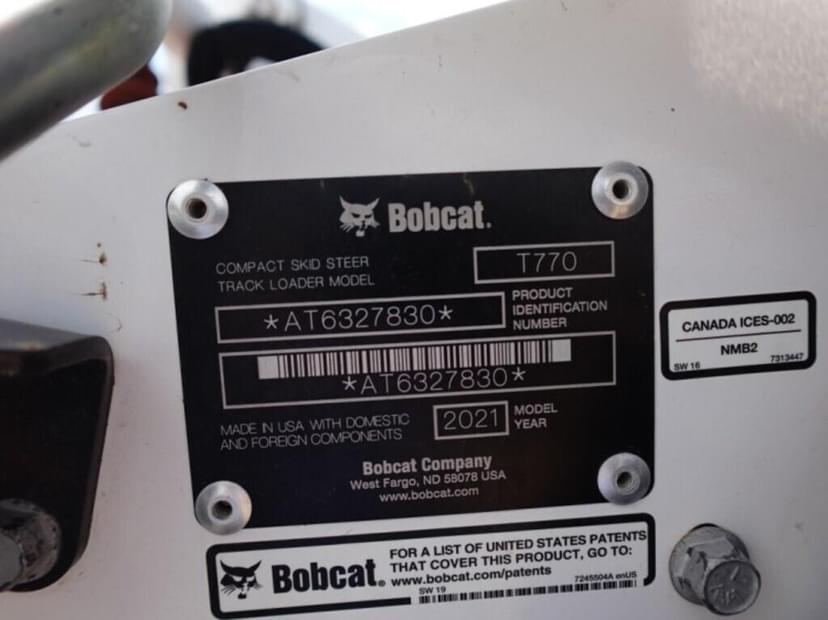 Bobcat.
COMPACT SKID STEER
TRACK LOADER MODEL
T770
*AT6327830*
PRODUCT
IDENTIFICATION
NUMBER
*AT6327830*
MADE IN USA WITH DOMESTIC
AND FOREIGN COMPONENTS
2021
MODEL
YEAR
Bobcat Company
West Fargo, ND 58078 USA
www.bobcat.com
CANADA ICES-002
NMB2
SW 16
7313447
Bobcat®
FOR A LIST OF UNITED STATES PATENTS
THAT COVER THIS PRODUCT, GO TO:
www.bobcat.com/patents
SW 19
7245504A enUS